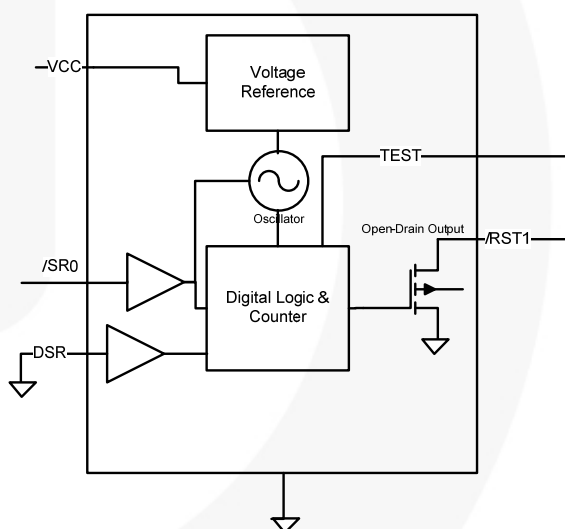 VCC
Voltage
Reference
TEST
Oscillator
Open-Drain Output
/RST1
/SR0
Digital Logic &
Counter
DSR